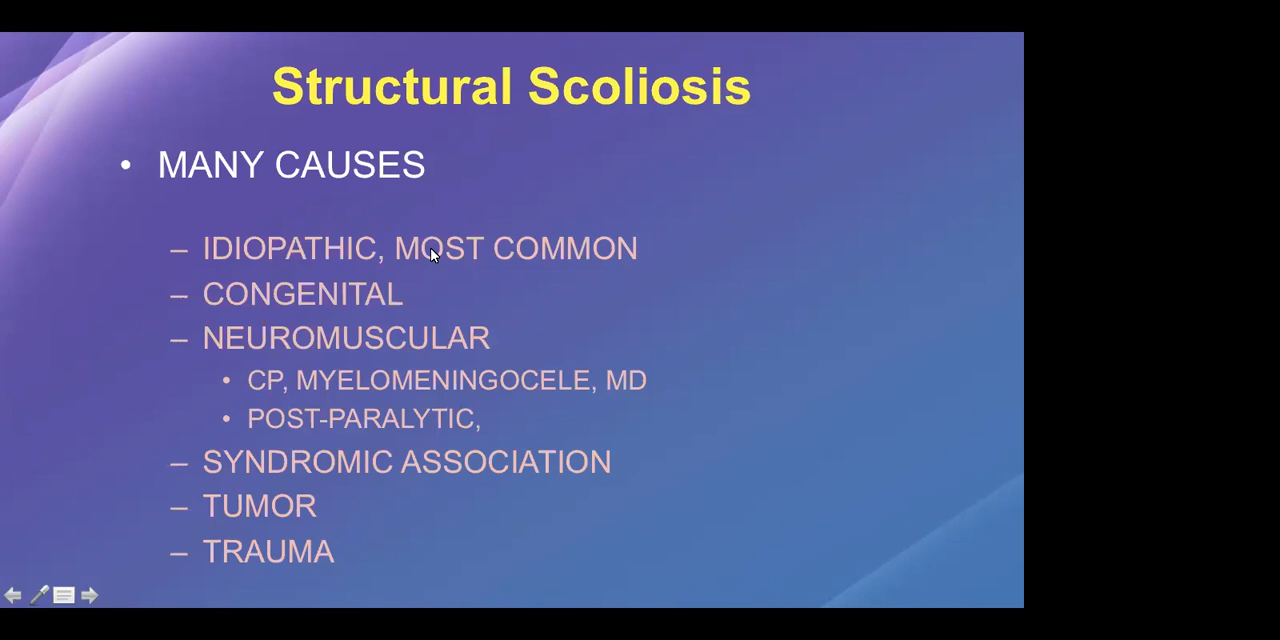 Structural Scoliosis
• MANY CAUSES
– IDIOPATHIC, MOST COMMON
– CONGENITAL
– NEUROMUSCULAR
• CP, MYELOMENINGOCELE, MD
• POST-PARALYTIC,
– SYNDROMIC ASSOCIATION
– TUMOR
– TRAUMA